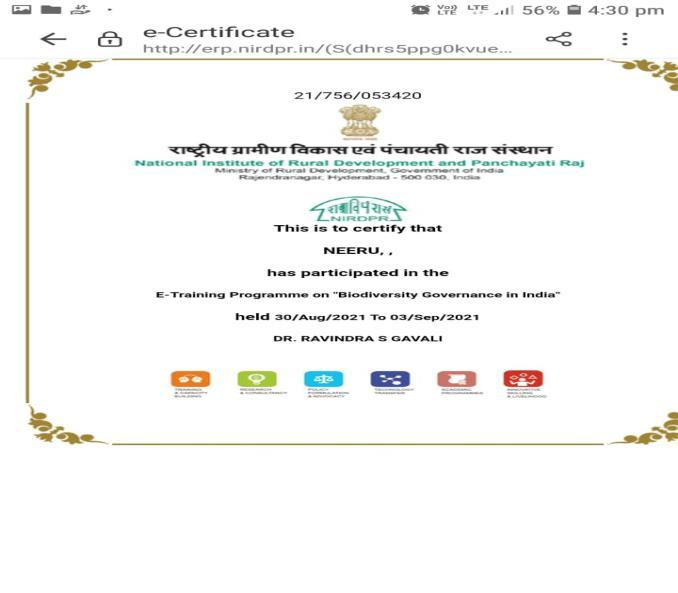 VoLTE LTE 56% 4:30 pm
e-Certificate
http://erp.nirdpr.in/(S(dhrs5ppg0kvue...
21/756/053420
राष्ट्रीय ग्रामीण विकास एवं पंचायती राज संस्थान
National Institute of Rural Development and Panchayati Raj
Ministry of Rural Development, Government of India
Rajendranagar, Hyderabad - 500 030, India
NIRDPR
This is to certify that
NEERU, ,
has participated in the
E-Training Programme on "Biodiversity Governance in India"
held 30/Aug/2021 To 03/Sep/2021
DR. RAVINDRA S GAVALI
TRAINING & CAPACITY BUILDING
RESEARCH & CONSULTANCY
POLICY FORMULATION & ADVOCACY
TECHNOLOGY TRANSFER
ACADEMIC PROGRAMMES
INNOVATIVE SKILLING & LIVELIHOOD